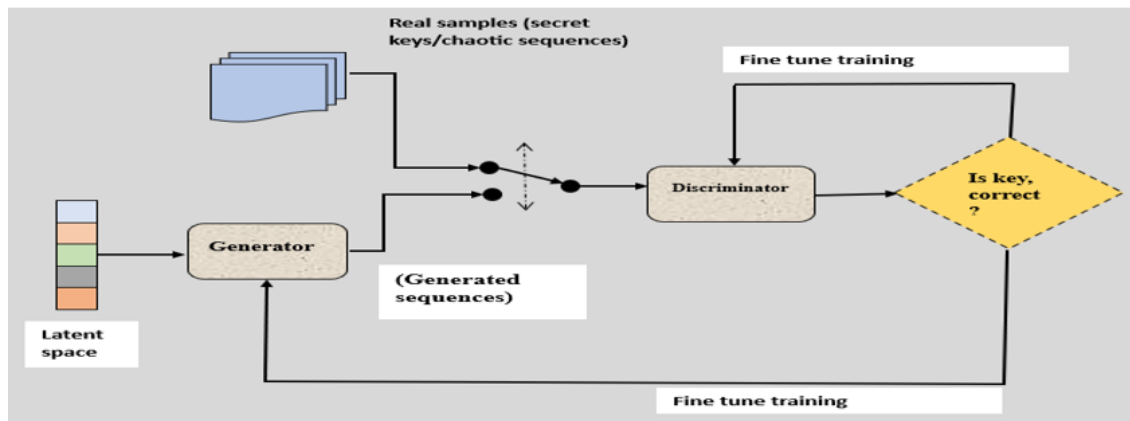 Real samples (secret
keys/chaotic sequences)
Fine tune training
Is key,
correct
?
Discriminator
Generator
(Generated
sequences)
Latent
space
Fine tune training